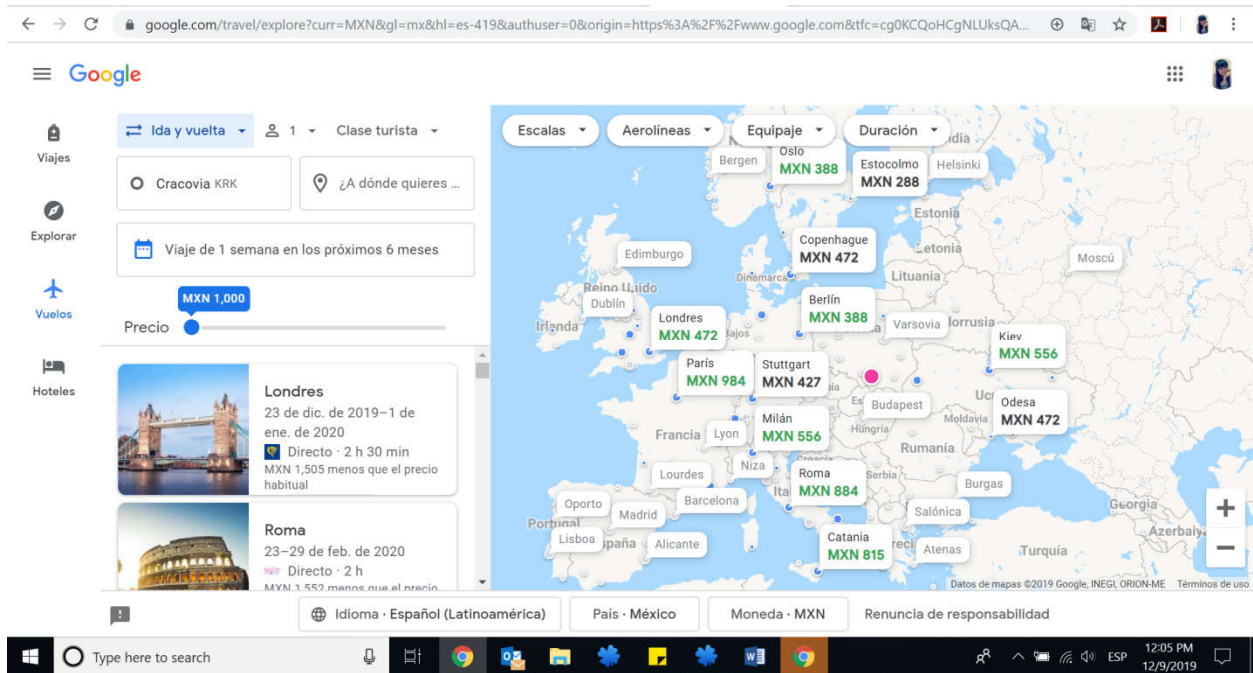 google.com/travel/explore?curr=MXN&gl=mx&hl=es-419&authuser=0&origin=https%3A%2F%2Fwww.google.com&tfc=cg0KCQoHCgNLUksQA...
Google
Viajes
Explorar
Vuelos
Hoteles
Ida y vuelta
1
Clase turista
Cracovia KRK
¿A dónde quieres ...
Viaje de 1 semana en los próximos 6 meses
MXN 1,000
Precio
Londres
23 de dic. de 2019–1 de
ene. de 2020
Directo · 2 h 30 min
MXN 1,505 menos que el precio
habitual
Roma
23–29 de feb. de 2020
Directo · 2 h
MXN 1,552 menos que el precio
Escalas
Aerolíneas
Equipaje
Duración
Bergen
Oslo
MXN 388
Estocolmo
MXN 288
Helsinki
Estonia
Edimburgo
Copenhague
MXN 472
Letonia
Moscú
Dinamarca
Lituania
Reino Unido
Dublín
Irlanda
Londres
MXN 472
Berlín
MXN 388
Varsovia
Kiev
MXN 556
París
MXN 984
Stuttgart
MXN 427
Budapest
Odesa
MXN 472
Moldavia
Milán
MXN 556
Hungría
Francia
Lyon
Rumanía
Croacia
Niza
Lourdes
Roma
MXN 884
Serbia
Burgas
Oporto
Madrid
Barcelona
Salónica
Georgia
Portugal
Lisboa
Alicante
Catania
MXN 815
Atenas
Turquía
Datos de mapas ©2019 Google, INEGI, ORION-ME
Términos de uso
Idioma · Español (Latinoamérica)
País · México
Moneda · MXN
Renuncia de responsabilidad
Type here to search
ESP
12:05 PM
12/9/2019